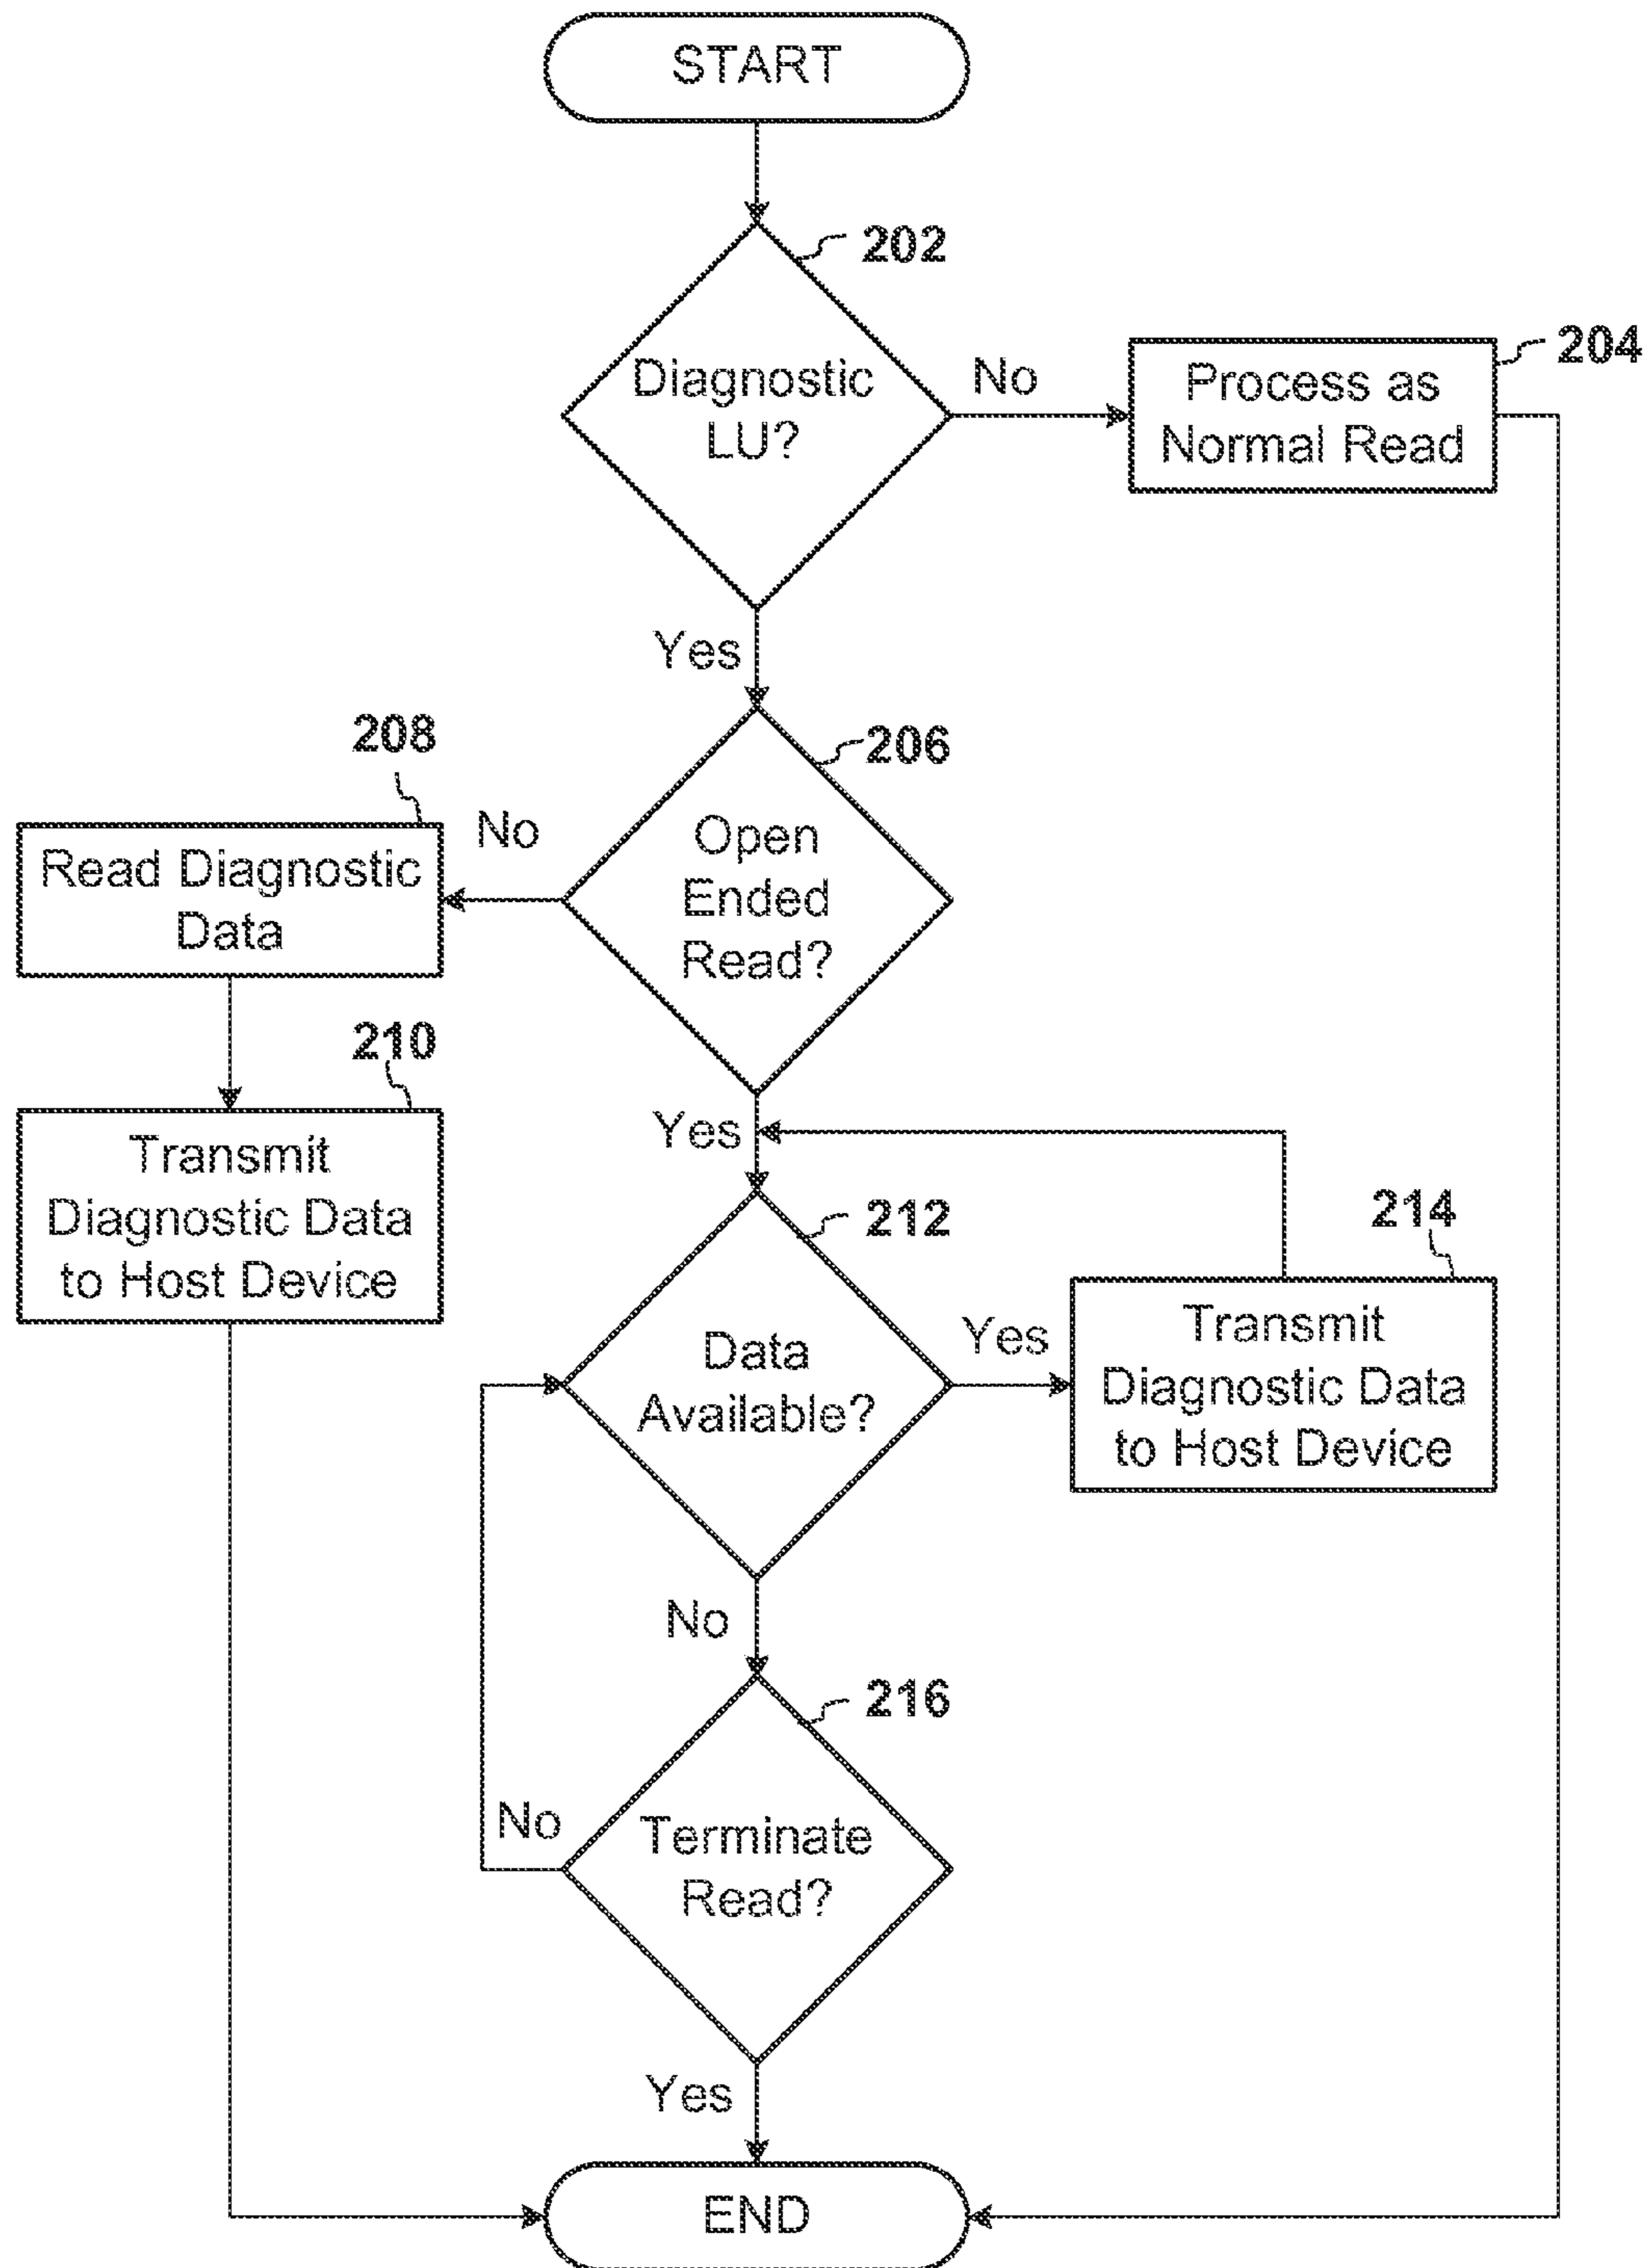 START
202
Diagnostic
LU?
No
204
Process as
Normal Read
Yes
206
Open
Ended
Read?
No
208
Read Diagnostic
Data
210
Transmit
Diagnostic Data
to Host Device
Yes
212
Data
Available?
Yes
214
Transmit
Diagnostic Data
to Host Device
No
216
Terminate
Read?
No
Yes
END